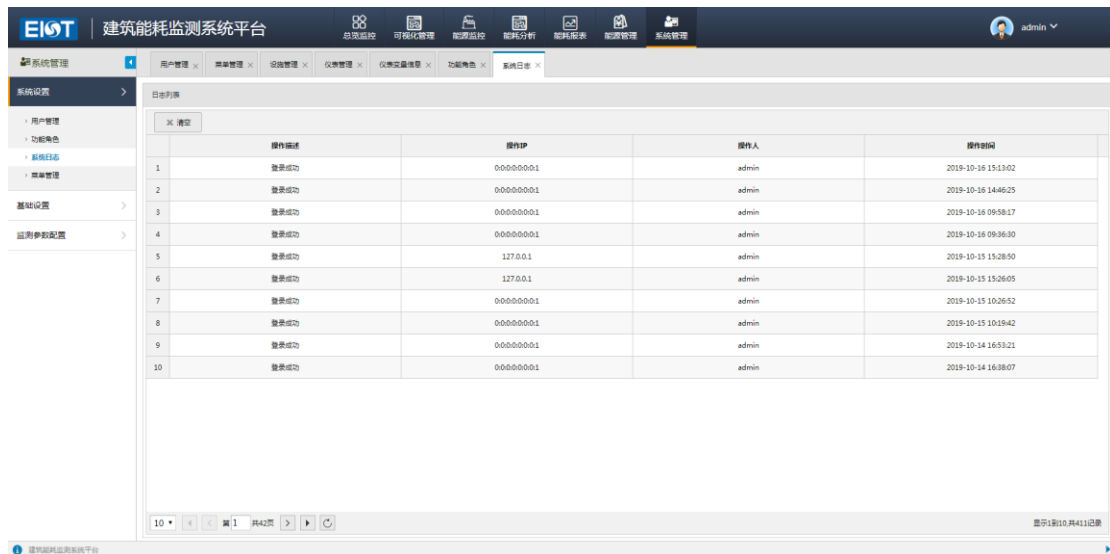 EIOT 建筑能耗监测系统平台 总览监控 可视化管理 能源监控 能耗分析 能耗报表 能源管理 系统管理 admin
系统管理 用户管理 菜单管理 设施管理 仪表管理 仪表变量信息 功能角色 系统日志
系统设置
用户管理
功能角色
系统日志
菜单管理
基础设置
监测参数配置
日志列表
清空
操作描述 操作IP 操作人 操作时间
1 登录成功 0:0:0:0:0:0:0:1 admin 2019-10-16 15:13:02
2 登录成功 0:0:0:0:0:0:0:1 admin 2019-10-16 14:46:25
3 登录成功 0:0:0:0:0:0:0:1 admin 2019-10-16 09:58:17
4 登录成功 0:0:0:0:0:0:0:1 admin 2019-10-16 09:36:30
5 登录成功 127.0.0.1 admin 2019-10-15 15:28:50
6 登录成功 127.0.0.1 admin 2019-10-15 15:26:05
7 登录成功 0:0:0:0:0:0:0:1 admin 2019-10-15 10:26:52
8 登录成功 0:0:0:0:0:0:0:1 admin 2019-10-15 10:19:42
9 登录成功 0:0:0:0:0:0:0:1 admin 2019-10-14 16:53:21
10 登录成功 0:0:0:0:0:0:0:1 admin 2019-10-14 16:38:07
10 第 1 共42页 显示1到10,共411记录
建筑能耗监测系统平台